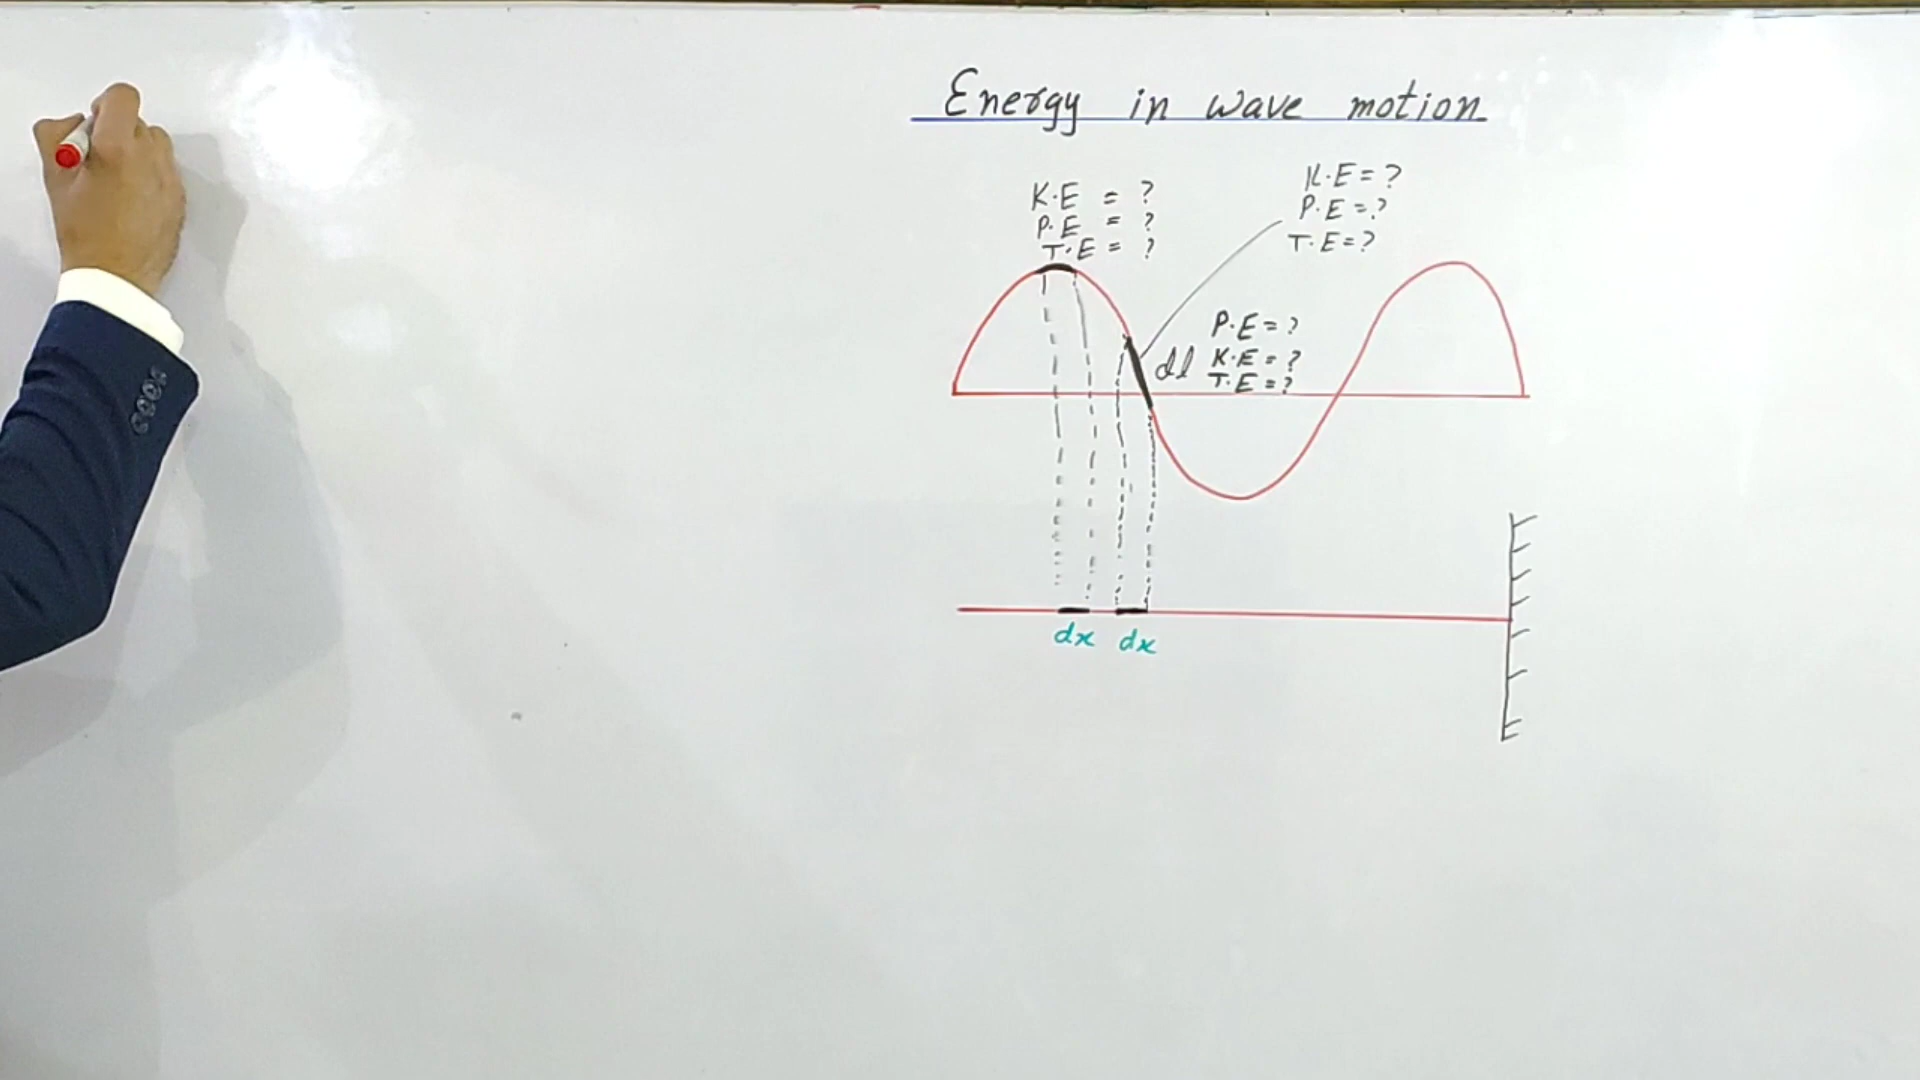 Energy in wave motion
K.E = ?
P.E = ?
T.E = ?
K.E = ?
P.E = ?
T.E = ?
P.E = ?
dl K.E = ?
T.E = ?
dx dx